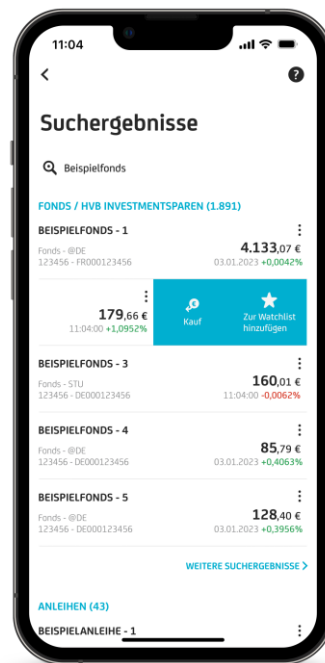 11:04
Suchergebnisse
Beispielfonds
FONDS / HVB INVESTMENTSPAREN (1.891)
BEISPIELFONDS - 1
Fonds - @DE
4.133,07 €
123456 - FR000123456
03.01.2023 +0,0042%
179,66 €
11:04:00 +1,0952%
Kauf
Zur Watchlist
hinzufügen
BEISPIELFONDS - 3
Fonds - STU
160,01 €
123456 - DE000123456
11:04:00 -0,0062%
BEISPIELFONDS - 4
Fonds - @DE
85,79 €
123456 - DE000123456
03.01.2023 +0,4063%
BEISPIELFONDS - 5
Fonds - @DE
128,40 €
123456 - DE000123456
03.01.2023 +0,3956%
WEITERE SUCHERGEBNISSE >
ANLEIHEN (43)
BEISPIELANLEIHE - 1